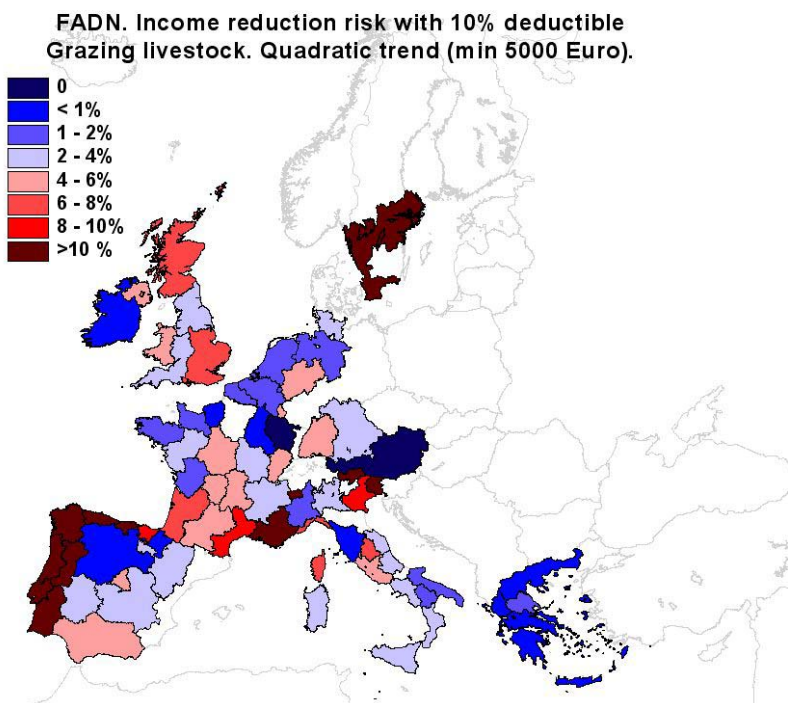 FADN. Income reduction risk with 10% deductible
Grazing livestock. Quadratic trend (min 5000 Euro).
0
< 1%
1 - 2%
2 - 4%
4 - 6%
6 - 8%
8 - 10%
>10 %